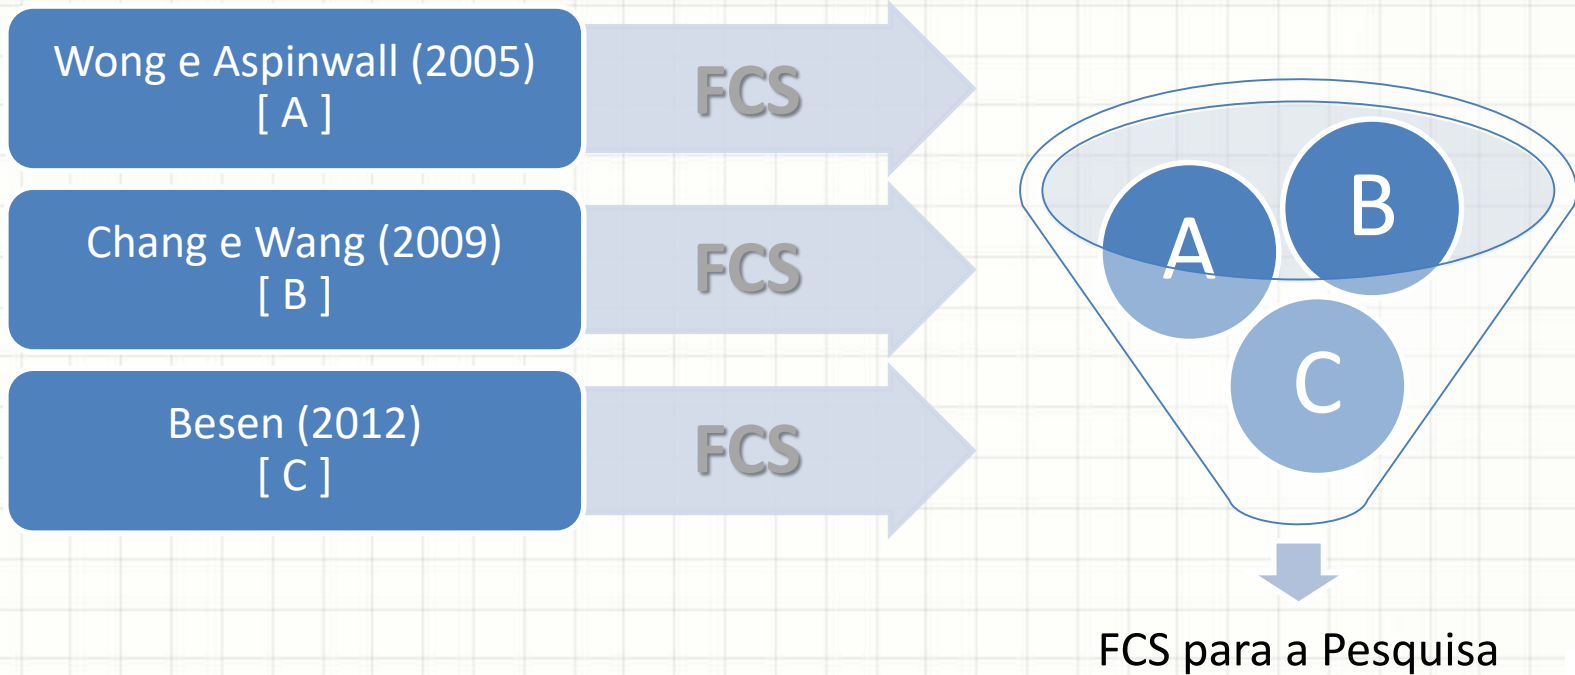 Wong e Aspinwall (2005)
[ A ]
FCS
Chang e Wang (2009)
[ B ]
FCS
Besen (2012)
[ C ]
FCS
A
B
C
FCS para a Pesquisa